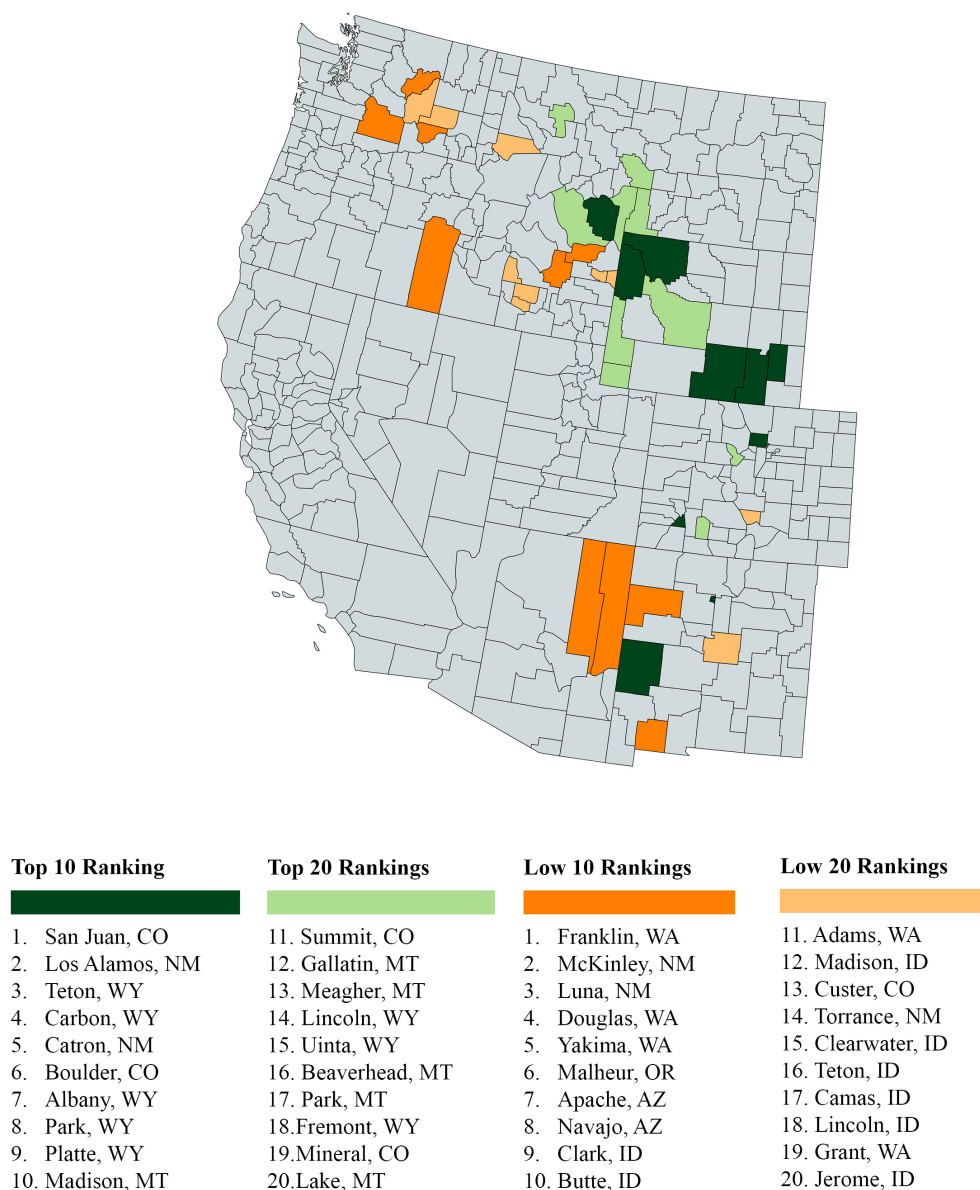 Top 10 Ranking
1. San Juan, CO
2. Los Alamos, NM
3. Teton, WY
4. Carbon, WY
5. Catron, NM
6. Boulder, CO
7. Albany, WY
8. Park, WY
9. Platte, WY
10. Madison, MT
Top 20 Rankings
11. Summit, CO
12. Gallatin, MT
13. Meagher, MT
14. Lincoln, WY
15. Uinta, WY
16. Beaverhead, MT
17. Park, MT
18.Fremont, WY
19.Mineral, CO
20.Lake, MT
Low 10 Rankings
1. Franklin, WA
2. McKinley, NM
3. Luna, NM
4. Douglas, WA
5. Yakima, WA
6. Malheur, OR
7. Apache, AZ
8. Navajo, AZ
9. Clark, ID
10. Butte, ID
Low 20 Rankings
11. Adams, WA
12. Madison, ID
13. Custer, CO
14. Torrance, NM
15. Clearwater, ID
16. Teton, ID
17. Camas, ID
18. Lincoln, ID
19. Grant, WA
20. Jerome, ID